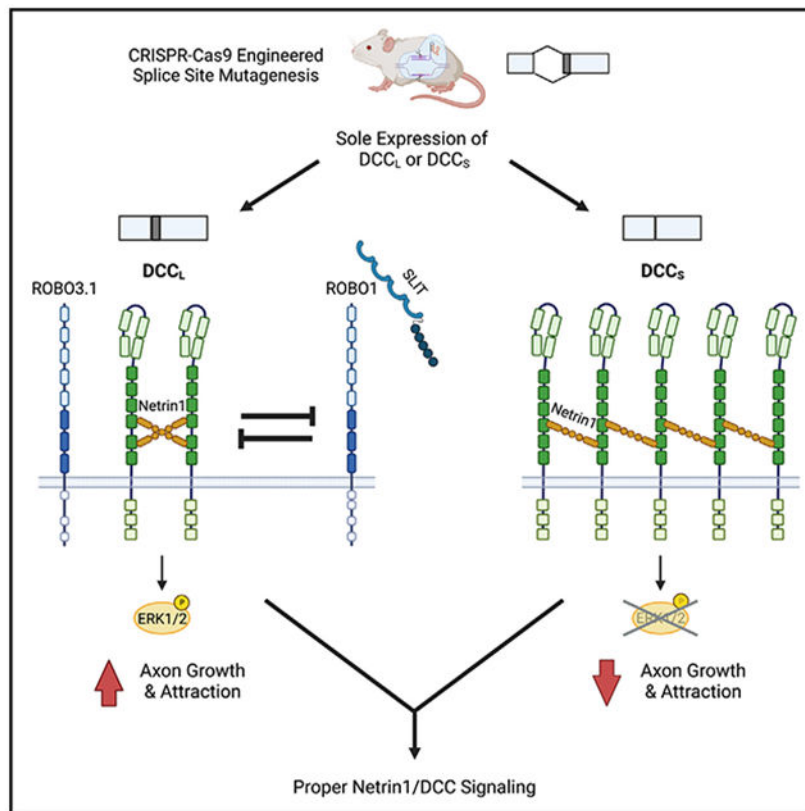 CRISPR-Cas9 Engineered
Splice Site Mutagenesis
Sole Expression of
DCCL or DCCS
DCCL
DCCS
ROBO3.1
ROBO1
SLIT
Netrin1
Netrin1
P
ERK1/2
P
ERK1/2
Axon Growth
& Attraction
Axon Growth
& Attraction
Proper Netrin1/DCC Signaling